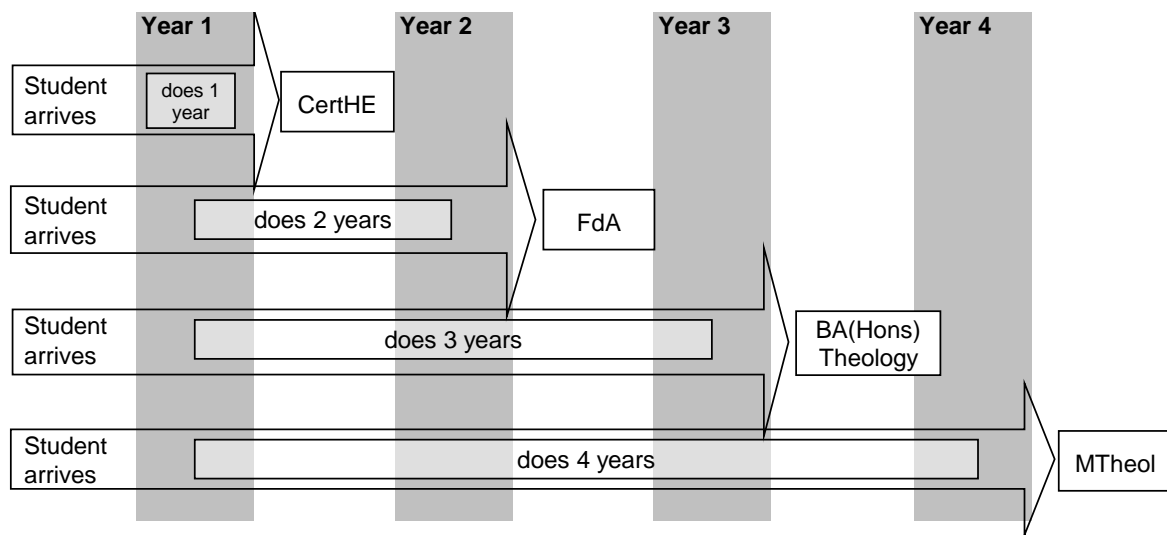 Year 1
Year 2
Year 3
Year 4
Student
arrives
does 1
year
CertHE
Student
arrives
does 2 years
FdA
Student
arrives
does 3 years
BA(Hons)
Theology
Student
arrives
does 4 years
MTheol